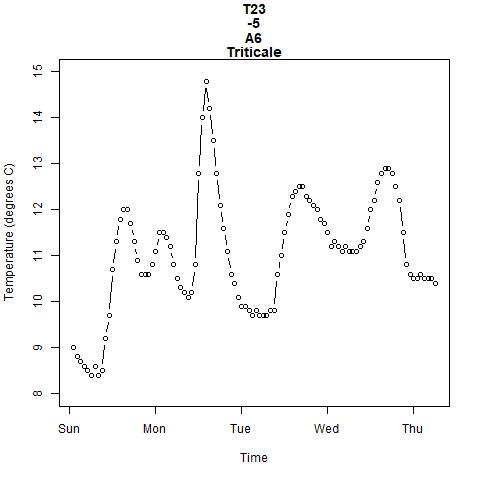 T23
-5
A6
Triticale
15
14
13
12
11
10
9
8
Temperature (degrees C)
Sun Mon Tue Wed Thu
Time